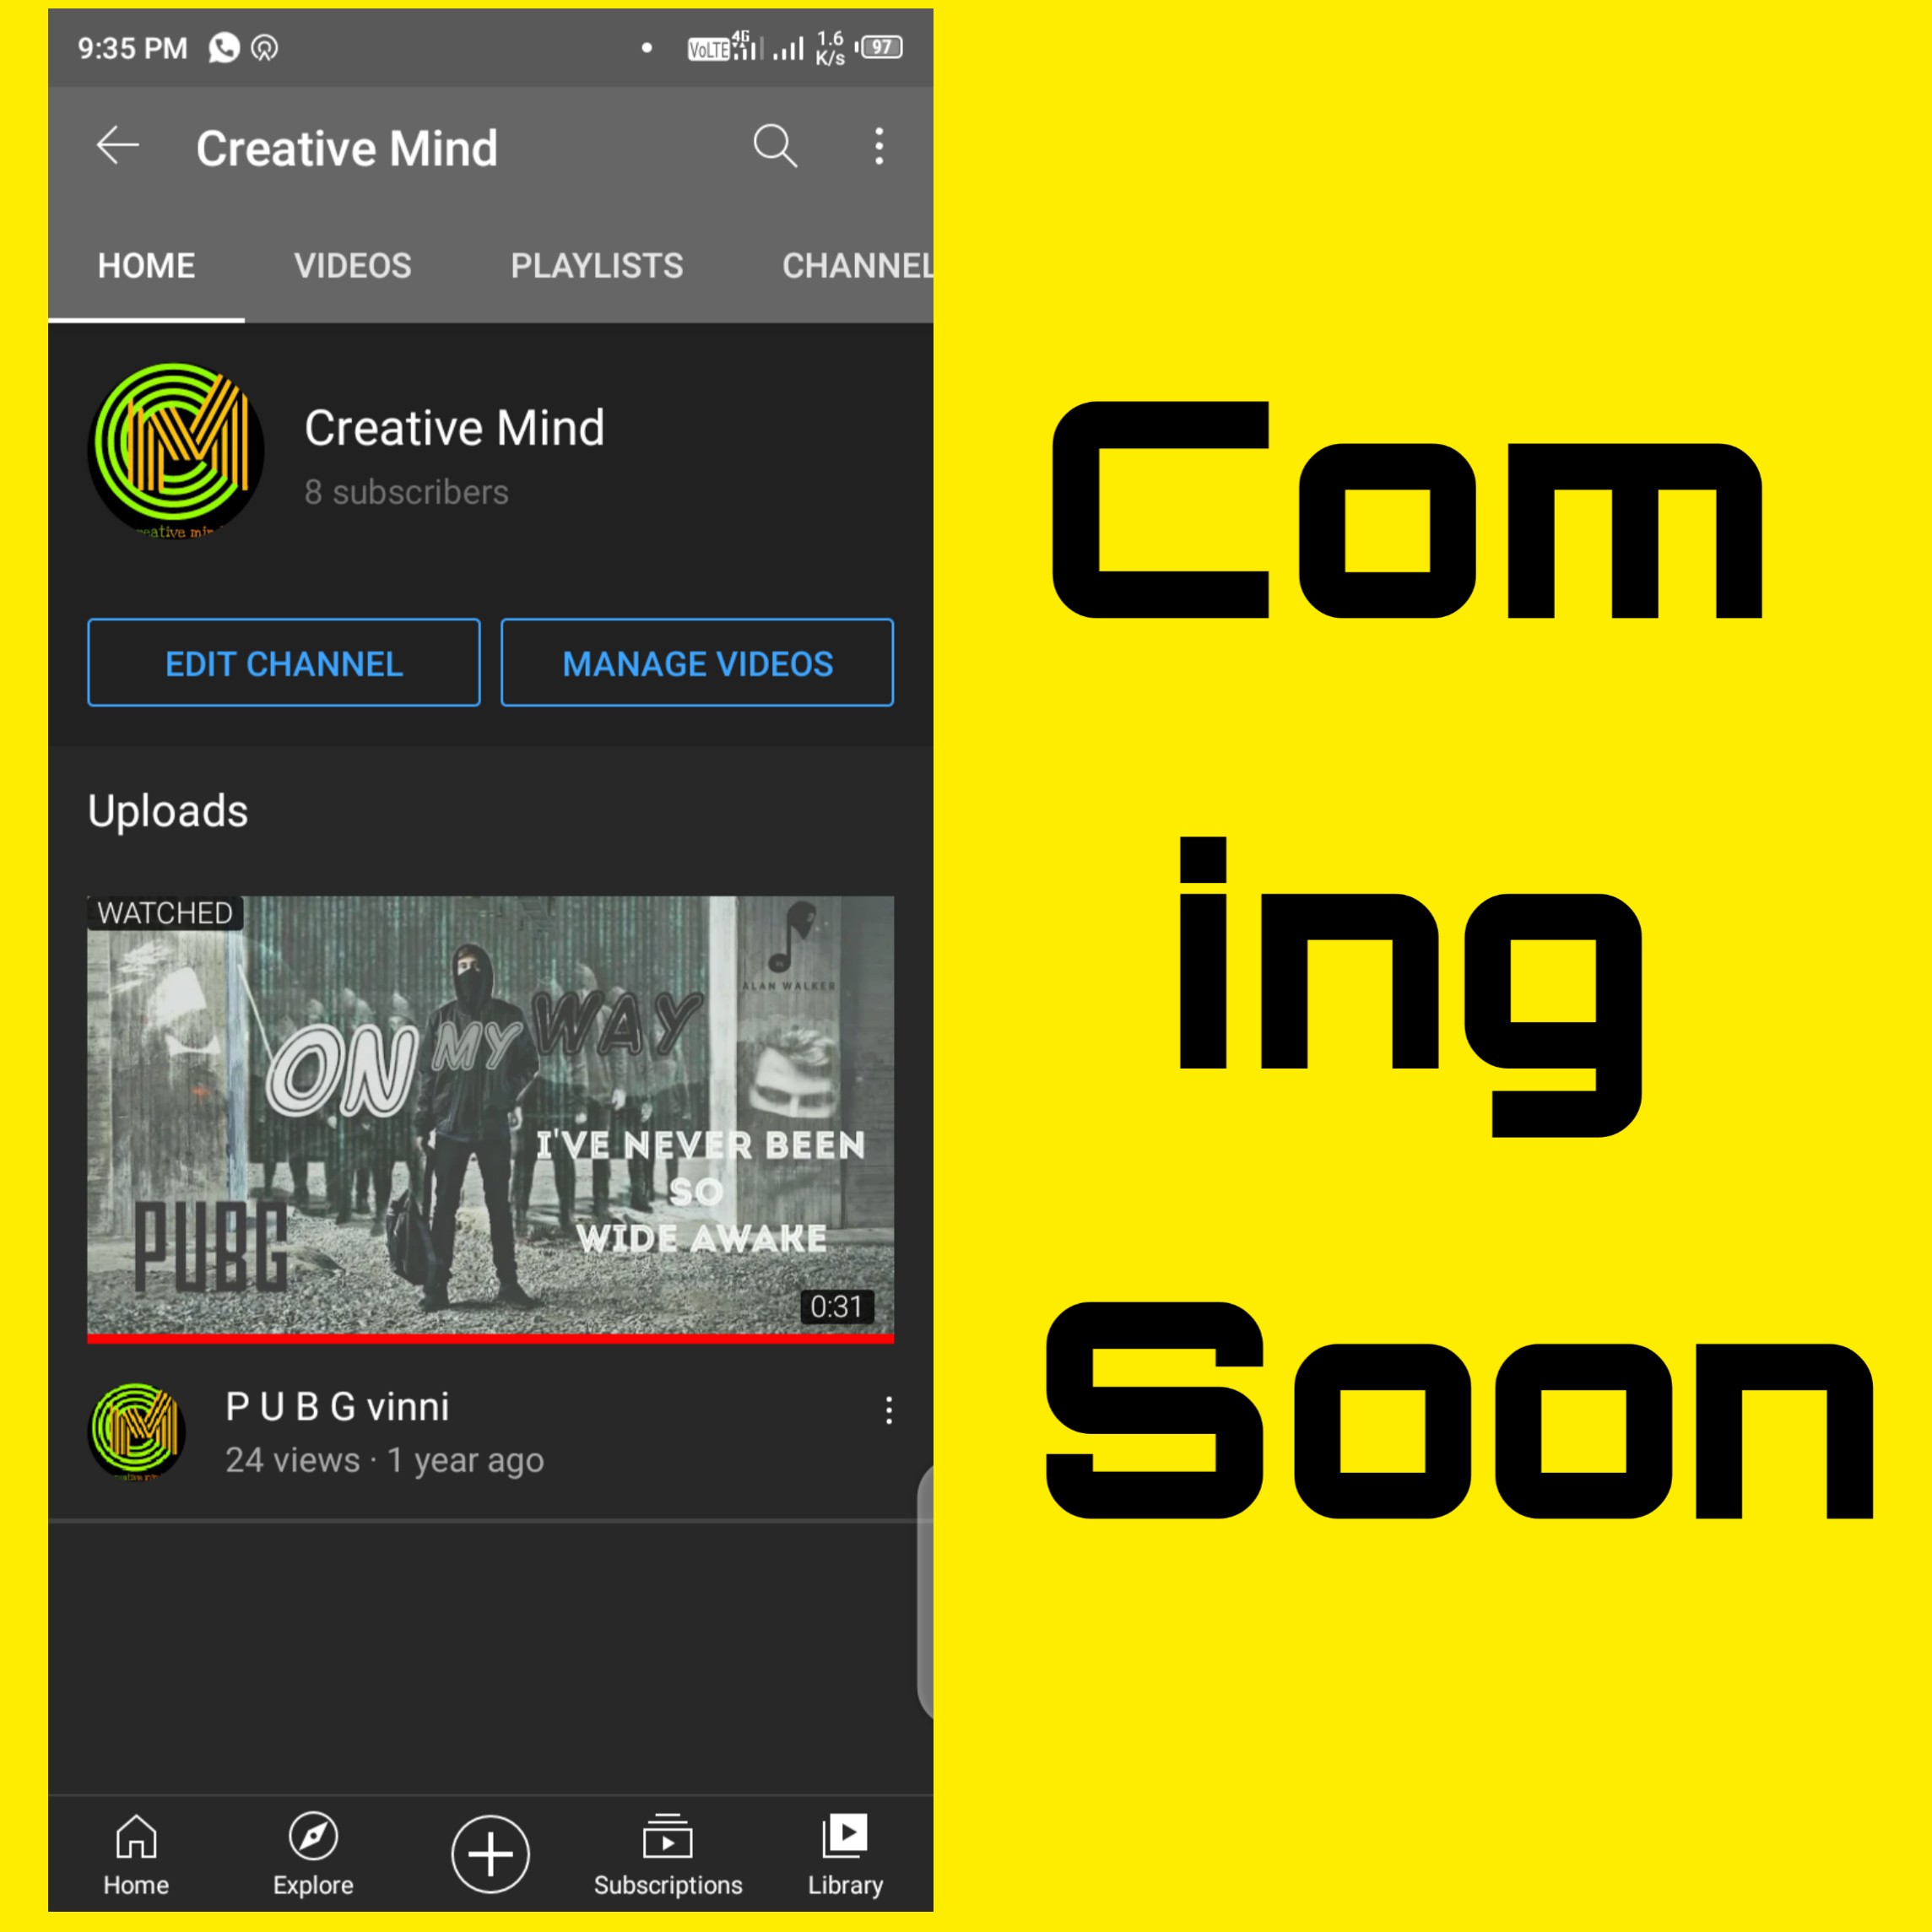 9:35 PM VoLTE 4G 1.6 K/s 97
Creative Mind
HOME VIDEOS PLAYLISTS CHANNEL
CM
Creative Mind
8 subscribers
EDIT CHANNEL MANAGE VIDEOS
Uploads
WATCHED
ALAN WALKER
ON MY WAY
I'VE NEVER BEEN
SO
WIDE AWAKE
PUBG
0:31
P U B G vinni
24 views · 1 year ago
Home Explore Subscriptions Library
Com
ing
Soon